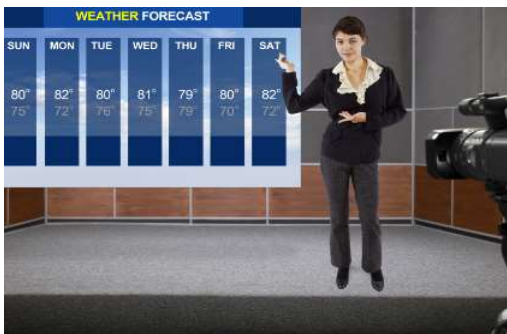 WEATHER FORECAST
SUN MON TUE WED THU FRI SAT
80° 82° 80° 81° 79° 80° 82°
75° 72° 76° 75° 79° 70° 72°